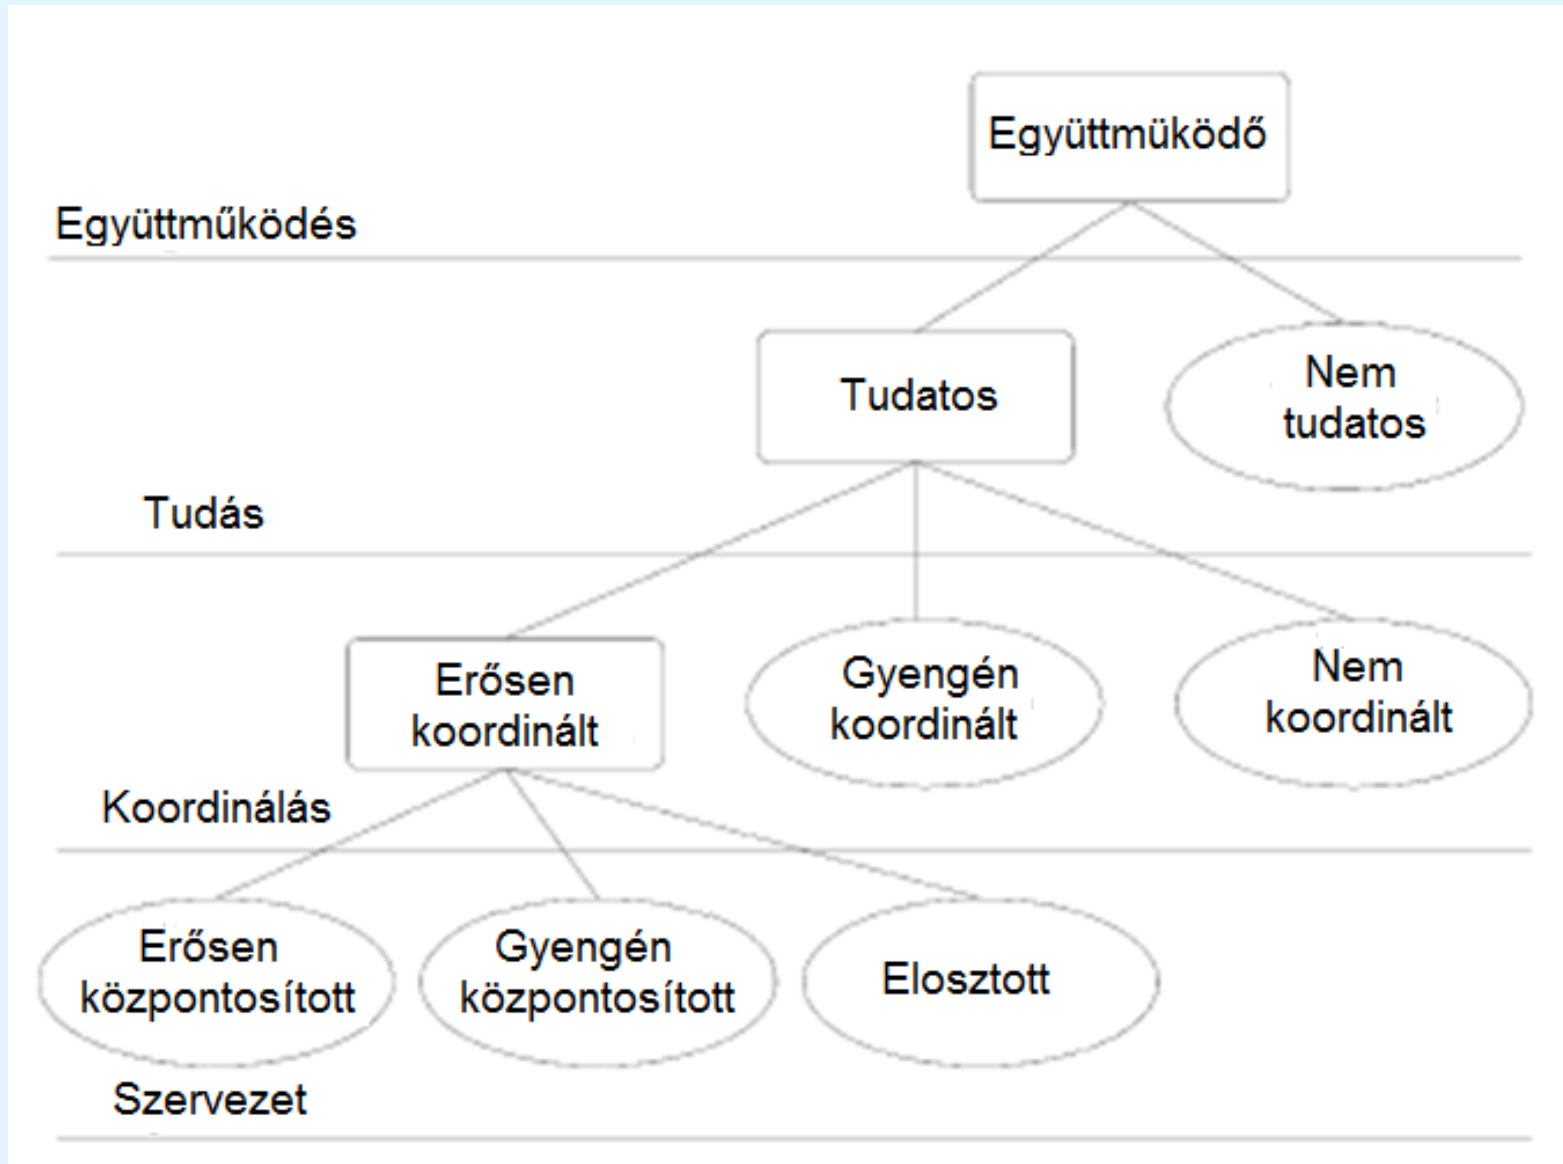 Együttmüködő
Együttműködés
Tudatos
Nem
tudatos
Tudás
Erősen
koordinált
Gyengén
koordinált
Nem
koordinált
Koordinálás
Erősen
központosított
Gyengén
központosított
Elosztott
Szervezet